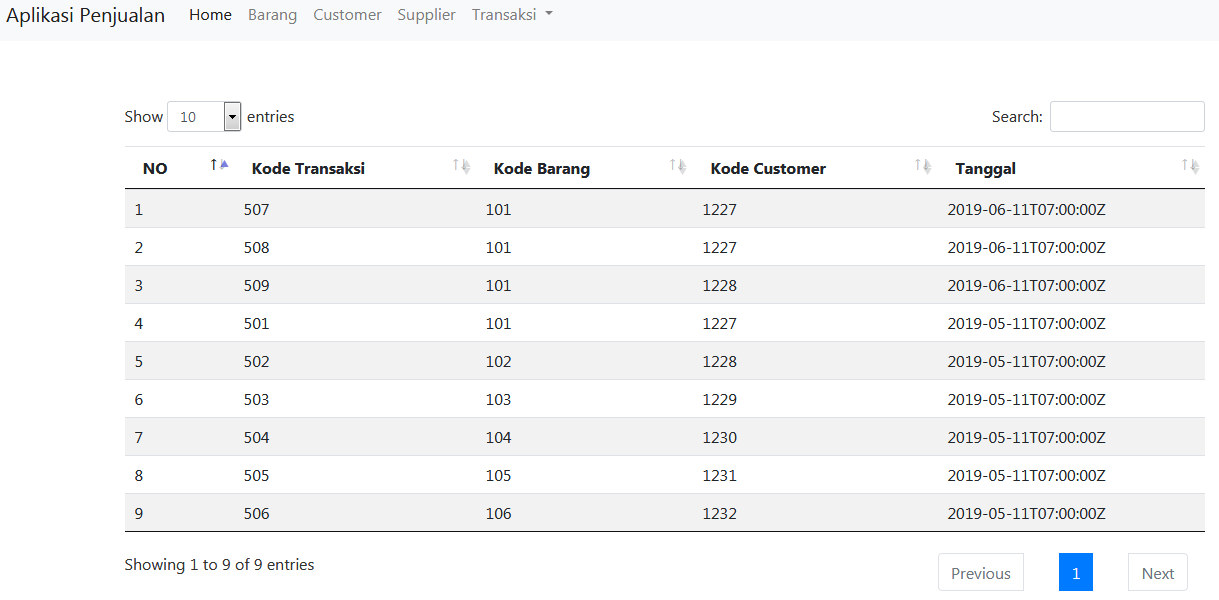 Aplikasi Penjualan Home Barang Customer Supplier Transaksi
Show 10 entries Search:
NO Kode Transaksi Kode Barang Kode Customer Tanggal
1 507 101 1227 2019-06-11T07:00:00Z
2 508 101 1227 2019-06-11T07:00:00Z
3 509 101 1228 2019-06-11T07:00:00Z
4 501 101 1227 2019-05-11T07:00:00Z
5 502 102 1228 2019-05-11T07:00:00Z
6 503 103 1229 2019-05-11T07:00:00Z
7 504 104 1230 2019-05-11T07:00:00Z
8 505 105 1231 2019-05-11T07:00:00Z
9 506 106 1232 2019-05-11T07:00:00Z
Showing 1 to 9 of 9 entries Previous 1 Next